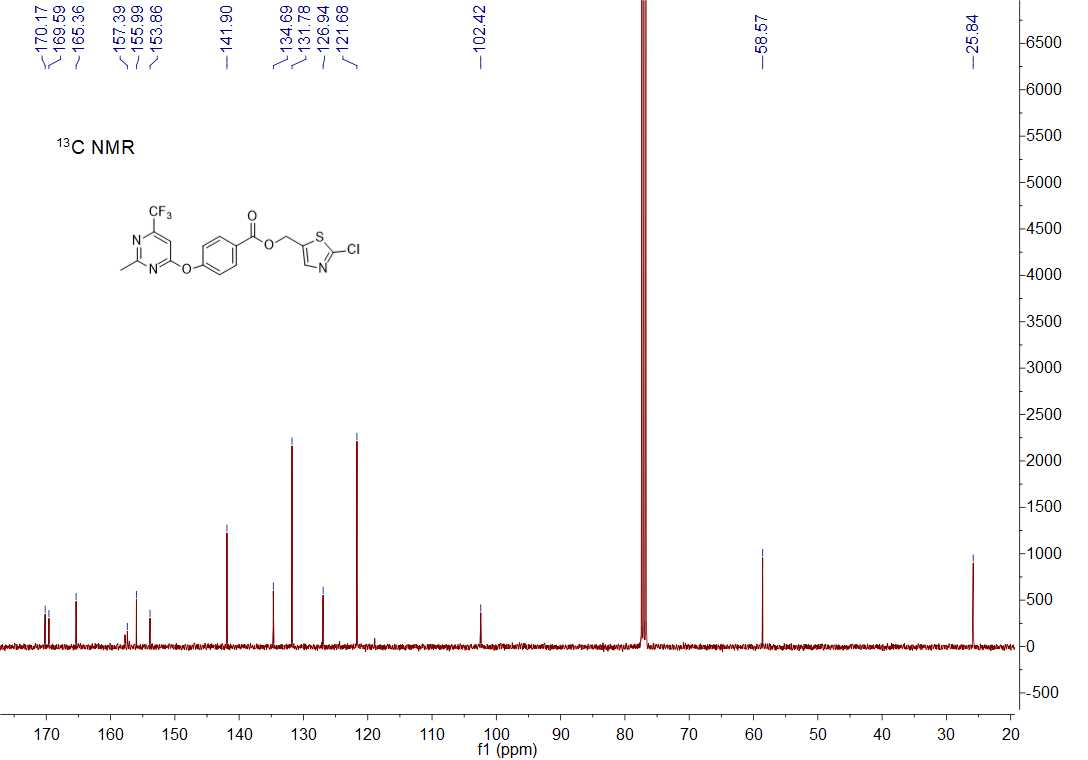 170.17
169.59
165.36
157.39
155.99
153.86
141.90
134.69
131.78
126.94
121.68
102.42
58.57
25.84
¹³C NMR
CF₃
O
N
O
S
Cl
N
O
N
6500
6000
5500
5000
4500
4000
3500
3000
2500
2000
1500
1000
500
0
-500
170 160 150 140 130 120 110 100 90 80 70 60 50 40 30 20
f1 (ppm)